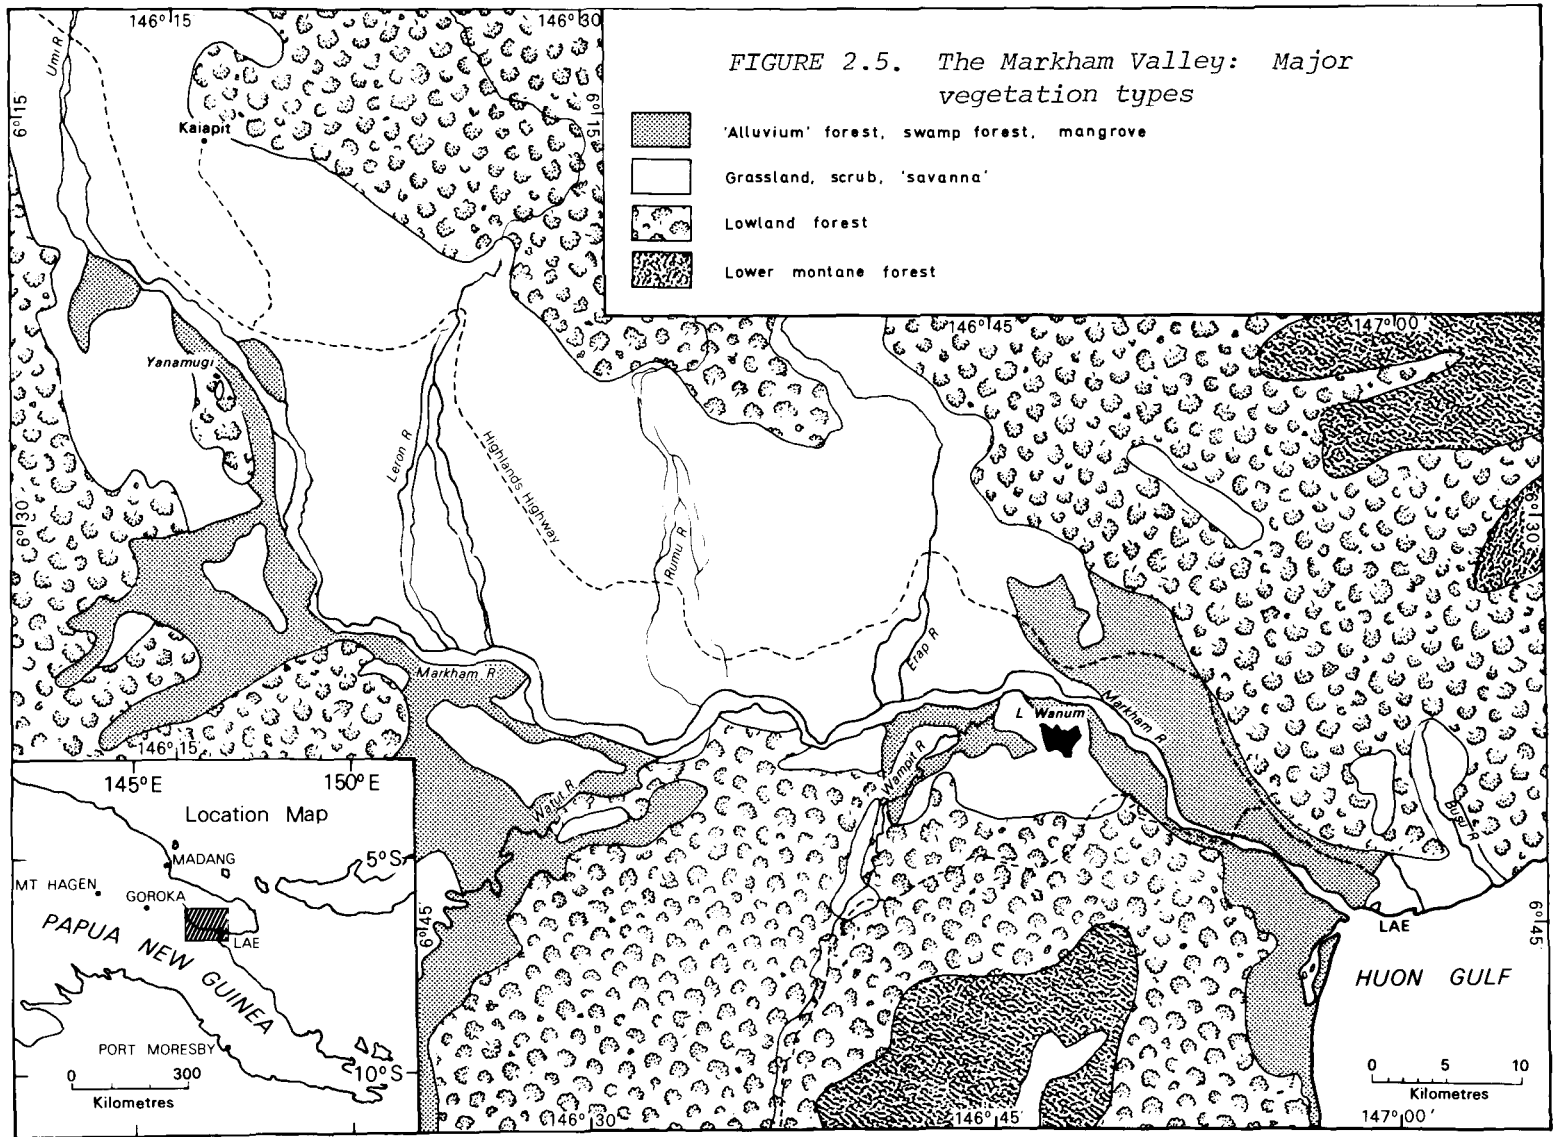 146° 15
146° 30
FIGURE 2.5. The Markham Valley: Major
vegetation types
'Alluvium' forest, swamp forest, mangrove
Grassland, scrub, 'savanna'
Lowland forest
Lower montane forest
Umi R
6° 15
6° 15
Kaiapit
146° 45
147° 00'
Yanamugi
Leron R
Highlands Highway
Rumu R
6° 30
6° 30
Erap R
Markham R
Markham R
L Wanum
Wampit R
Watut R
Busu R
146° 15
145°E
150°E
Location Map
MADANG
5°S
MT HAGEN
GOROKA
LAE
PAPUA NEW GUINEA
PORT MORESBY
10°S
0 300
Kilometres
6° 45
6° 45
LAE
HUON GULF
0 5 10
Kilometres
146° 30
146° 45
147° 00'